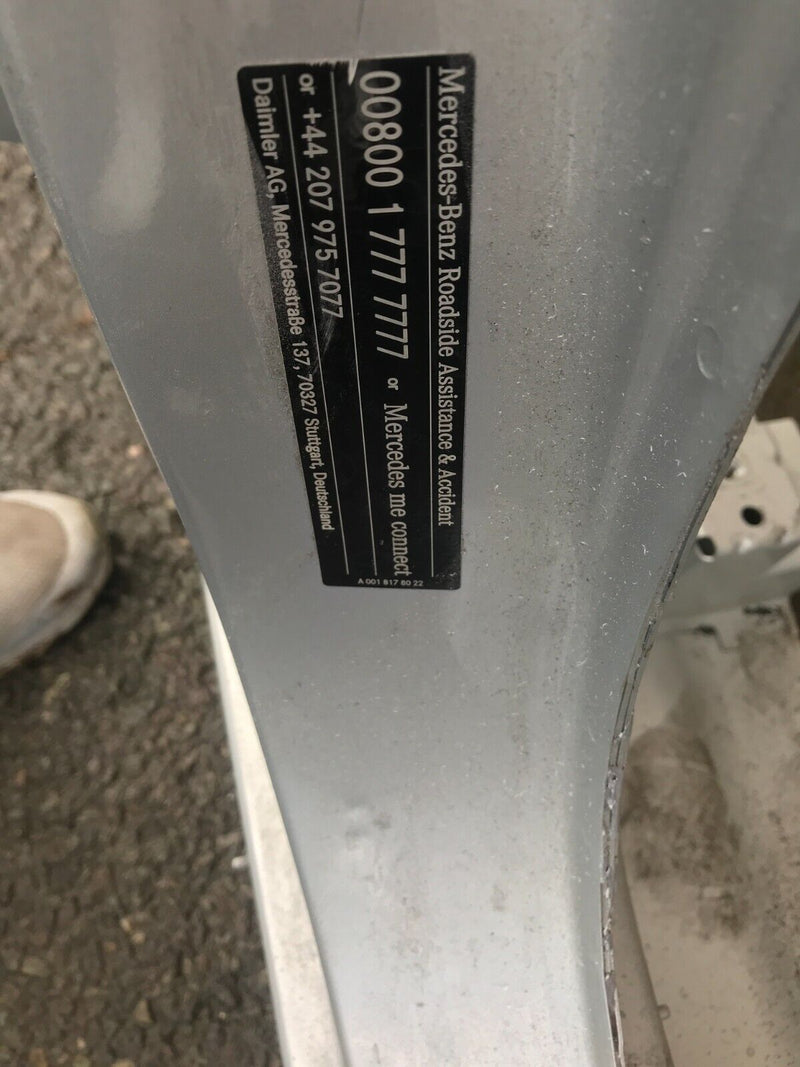 Mercedes-Benz Roadside Assistance & Accident
00800 1 777 7777 or Mercedes me connect
or +44 207 975 7077
Daimler AG, Mercedesstraße 137, 70327 Stuttgart, Deutschland
A 001 817 80 22